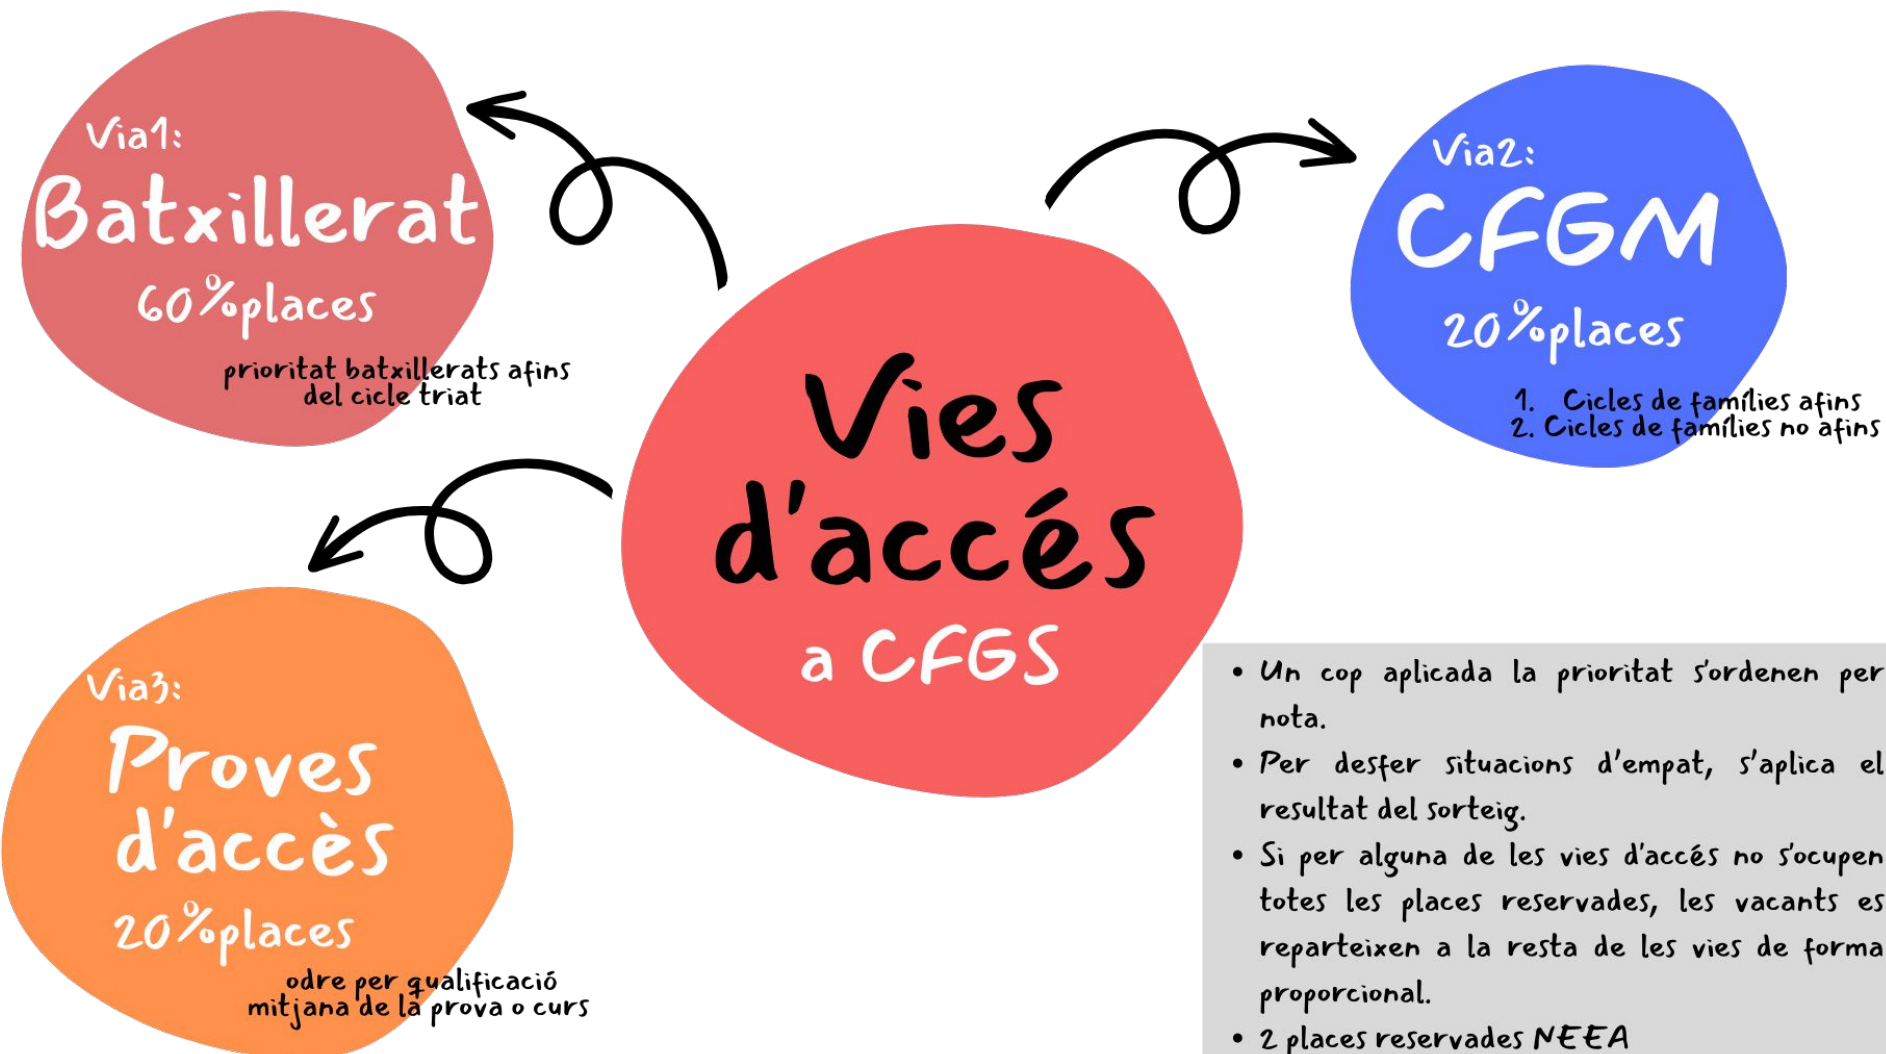 Via1:
Batxillerat
60%places
prioritat batxillerats afins
del cicle triat
Via2:
CFGM
20%places
1. Cicles de famílies afins
2. Cicles de famílies no afins
Vies
d'accés
a CFGS
Via3:
Proves
d'accès
20%places
odre per qualificació
mitjana de la prova o curs
• Un cop aplicada la prioritat s'ordenen per
nota.
• Per desfer situacions d'empat, s'aplica el
resultat del sorteig.
• Si per alguna de les vies d'accés no s'ocupen
totes les places reservades, les vacants es
reparteixen a la resta de les vies de forma
proporcional.
• 2 places reservades NEEA